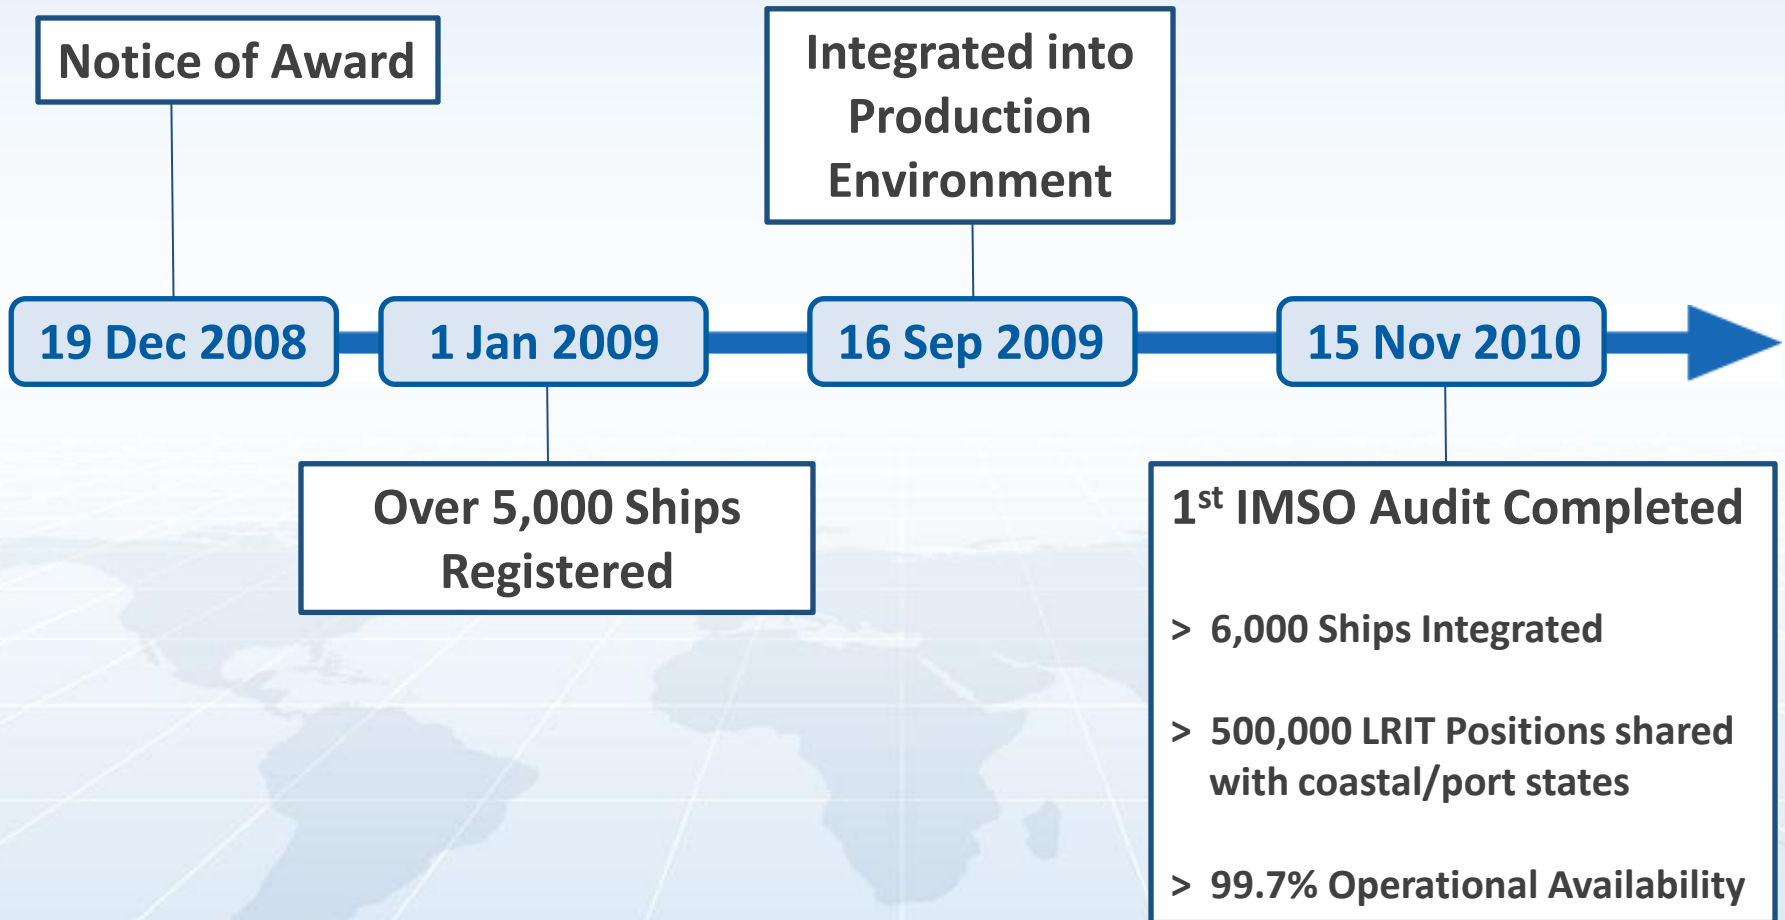 Notice of Award
Integrated into
Production
Environment
19 Dec 2008
1 Jan 2009
16 Sep 2009
15 Nov 2010
Over 5,000 Ships
Registered
1st IMSO Audit Completed
> 6,000 Ships Integrated
> 500,000 LRIT Positions shared
with coastal/port states
> 99.7% Operational Availability